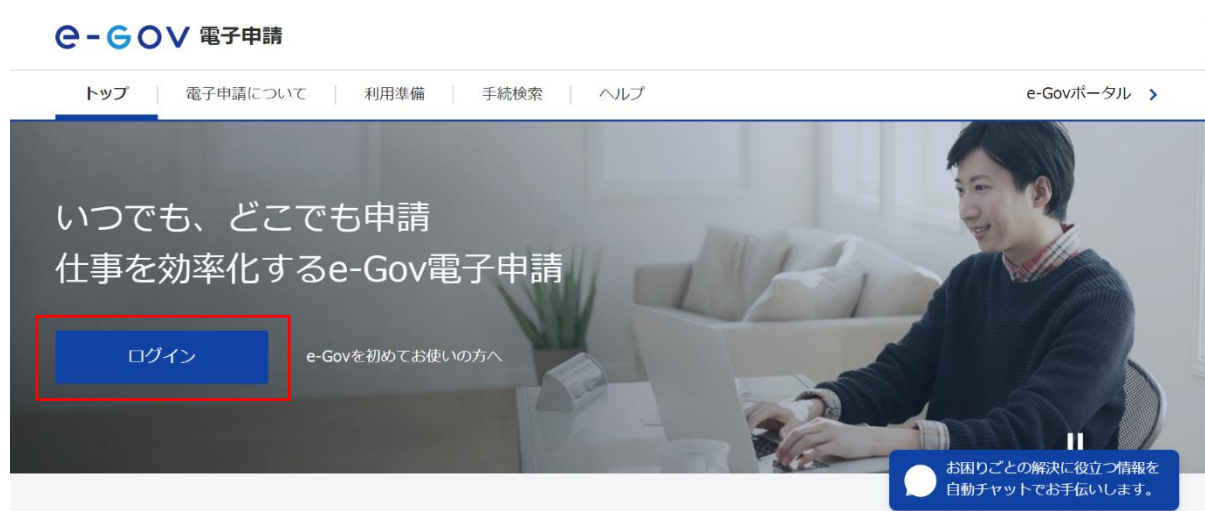 e-GOV 電子申請
トップ 電子申請について 利用準備 手続検索 ヘルプ e-Govポータル
いつでも、どこでも申請
仕事を効率化するe-Gov電子申請
ログイン e-Govを初めてお使いの方へ
お困りごとの解決に役立つ情報を
自動チャットでお手伝いします。